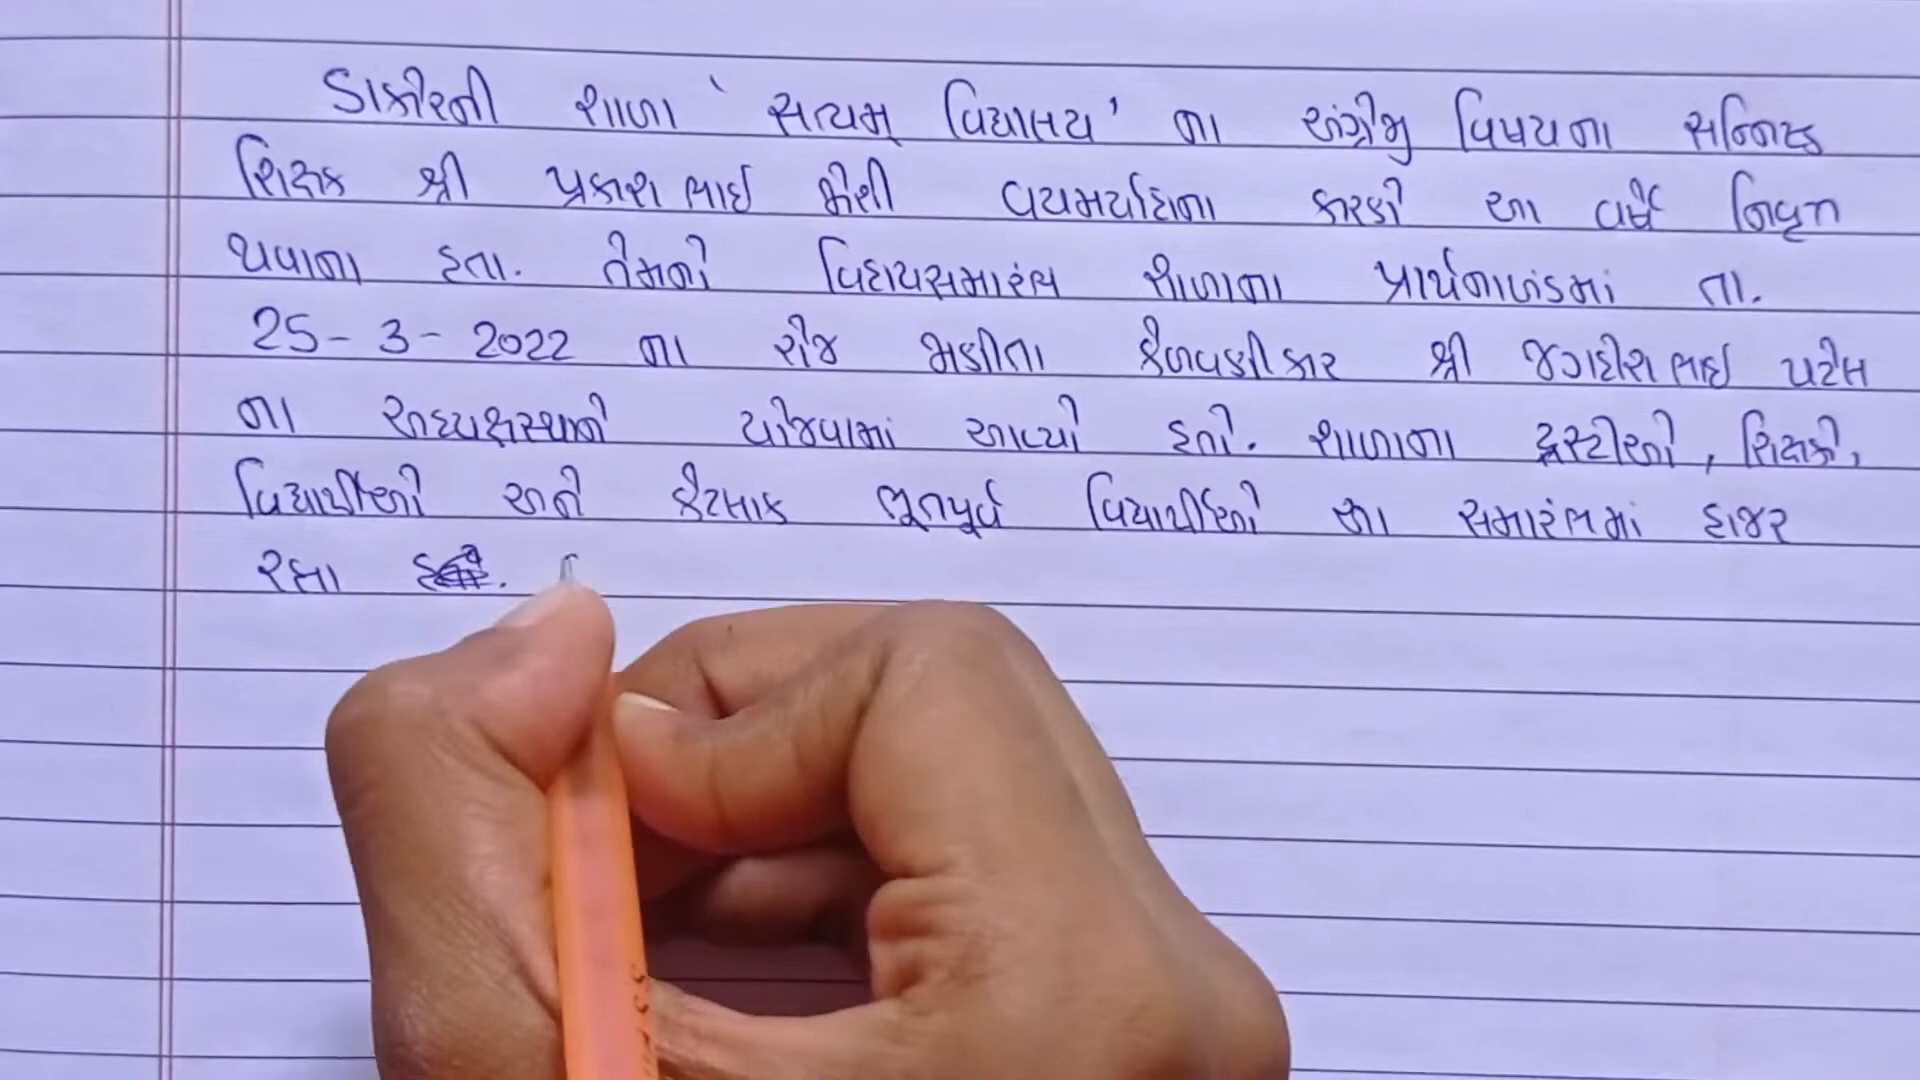 ડાકોરની શાળા ‘ સત્યમ્ વિદ્યાલય ’ ના અંગ્રેજી વિષયના સન્નિષ્ઠ
શિક્ષક શ્રી પ્રકાશભાઈ જોશી વયમર્યાદાના કારણે આ વર્ષે નિવૃત્ત
થવાના હતા. તેમનો વિદાયસમારંભ શાળાના પ્રાર્થનાખંડમાં તા.
25 - 3 - 2022 ના રોજ જાણીતા કેળવણીકાર શ્રી જગદીશભાઈ પટેલ
ના અધ્યક્ષસ્થાને યોજવામાં આવ્યો હતો. શાળાના ટ્રસ્ટીઓ, શિક્ષકો,
વિદ્યાર્થીઓ અને કેટલાક ભૂતપૂર્વ વિદ્યાર્થીઓ આ સમારંભમાં હાજર
રહ્યા